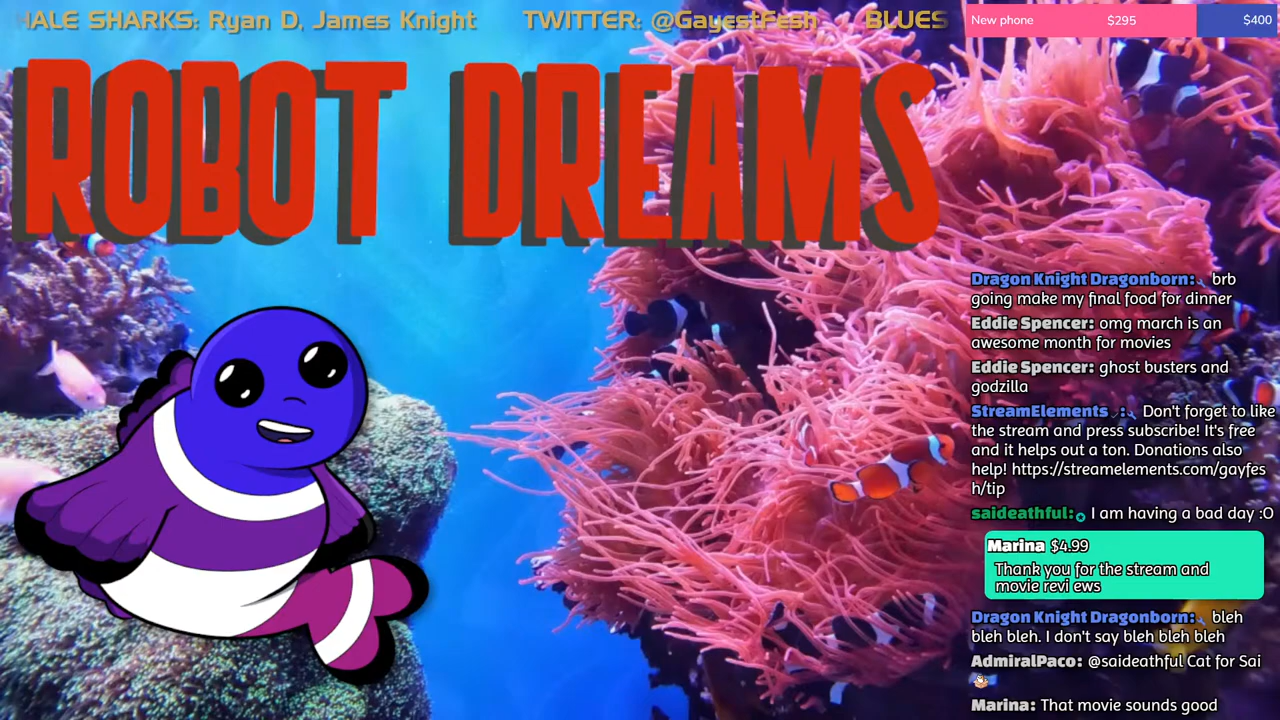 HALE SHARKS: Ryan D, James Knight TWITTER: @GayestFesh BLUES
New phone $295 $400
ROBOT DREAMS
Dragon Knight Dragonborn: brb
going make my final food for dinner
Eddie Spencer: omg march is an
awesome month for movies
Eddie Spencer: ghost busters and
godzilla
StreamElements : Don't forget to like
the stream and press subscribe! It's free
and it helps out a ton. Donations also
help! https://streamelements.com/gayfes
h/tip
saideathful: I am having a bad day :O
Marina $4.99
Thank you for the stream and
movie revi ews
Dragon Knight Dragonborn: bleh
bleh bleh. I don't say bleh bleh bleh
AdmiralPaco: @saideathful Cat for Sai
Marina: That movie sounds good